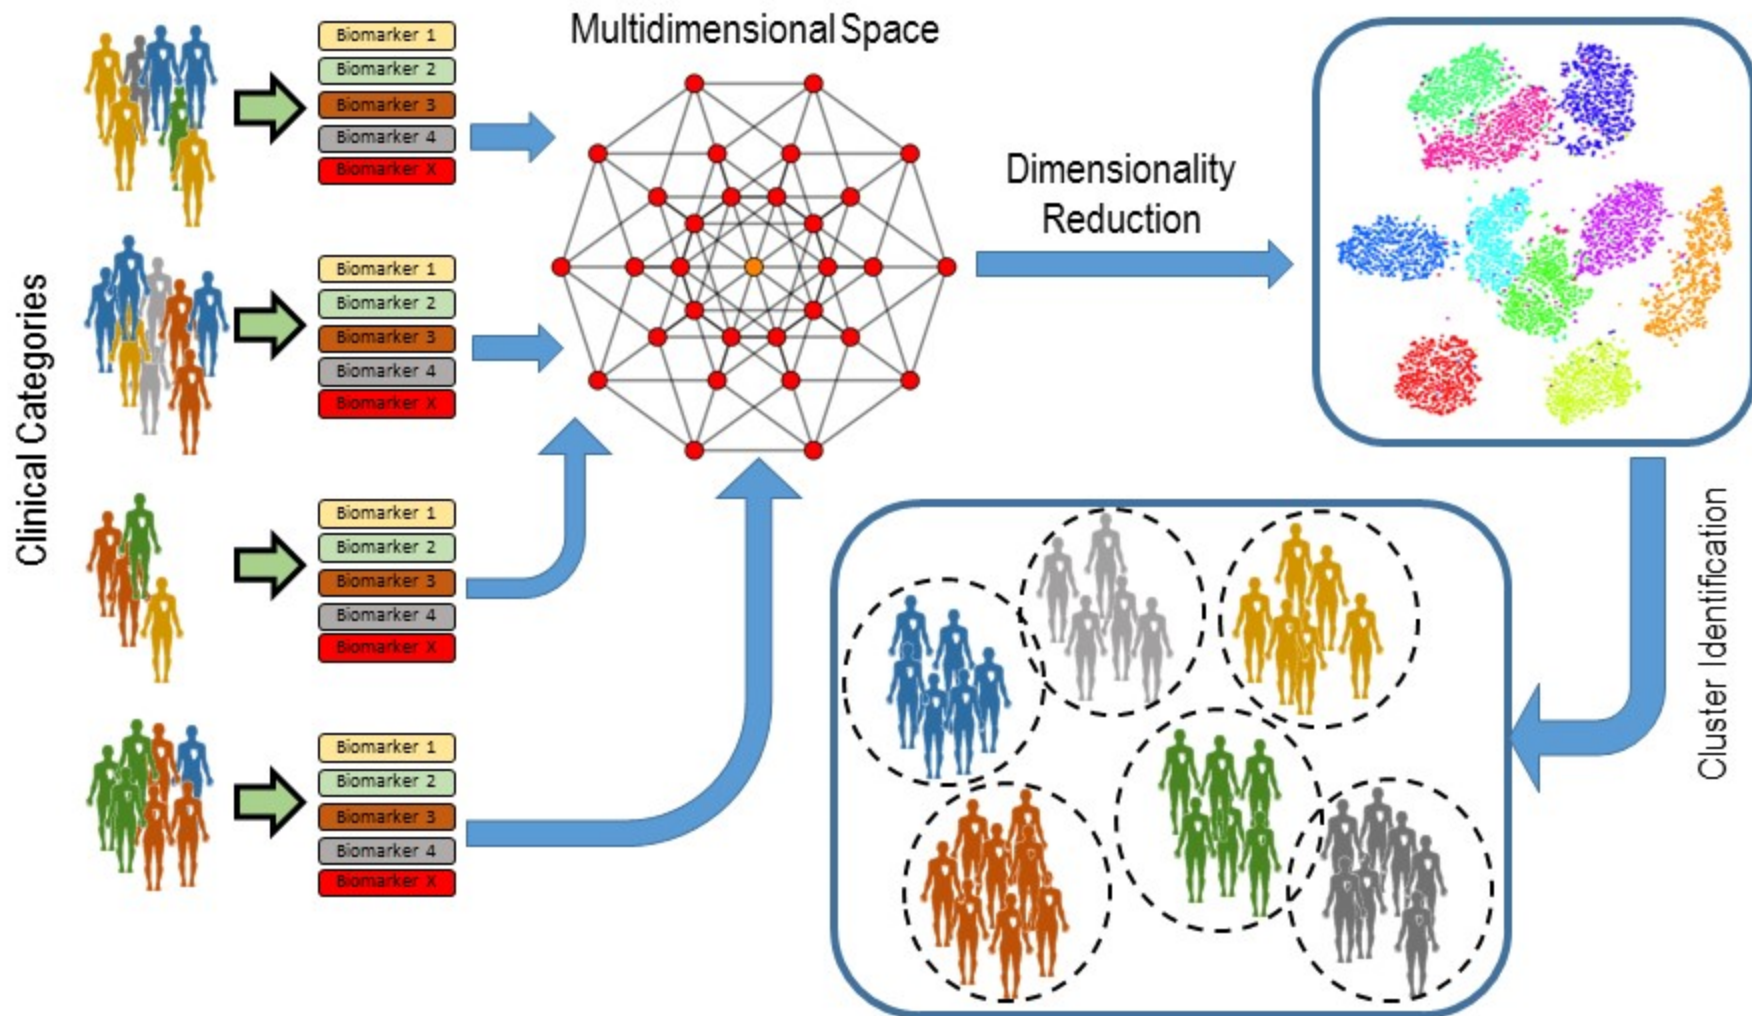 Clinical Categories
Biomarker 1
Biomarker 2
Biomarker 3
Biomarker 4
Biomarker X
Biomarker 1
Biomarker 2
Biomarker 3
Biomarker 4
Biomarker X
Biomarker 1
Biomarker 2
Biomarker 3
Biomarker 4
Biomarker X
Biomarker 1
Biomarker 2
Biomarker 3
Biomarker 4
Biomarker X
Multidimensional Space
Dimensionality
Reduction
Cluster Identification